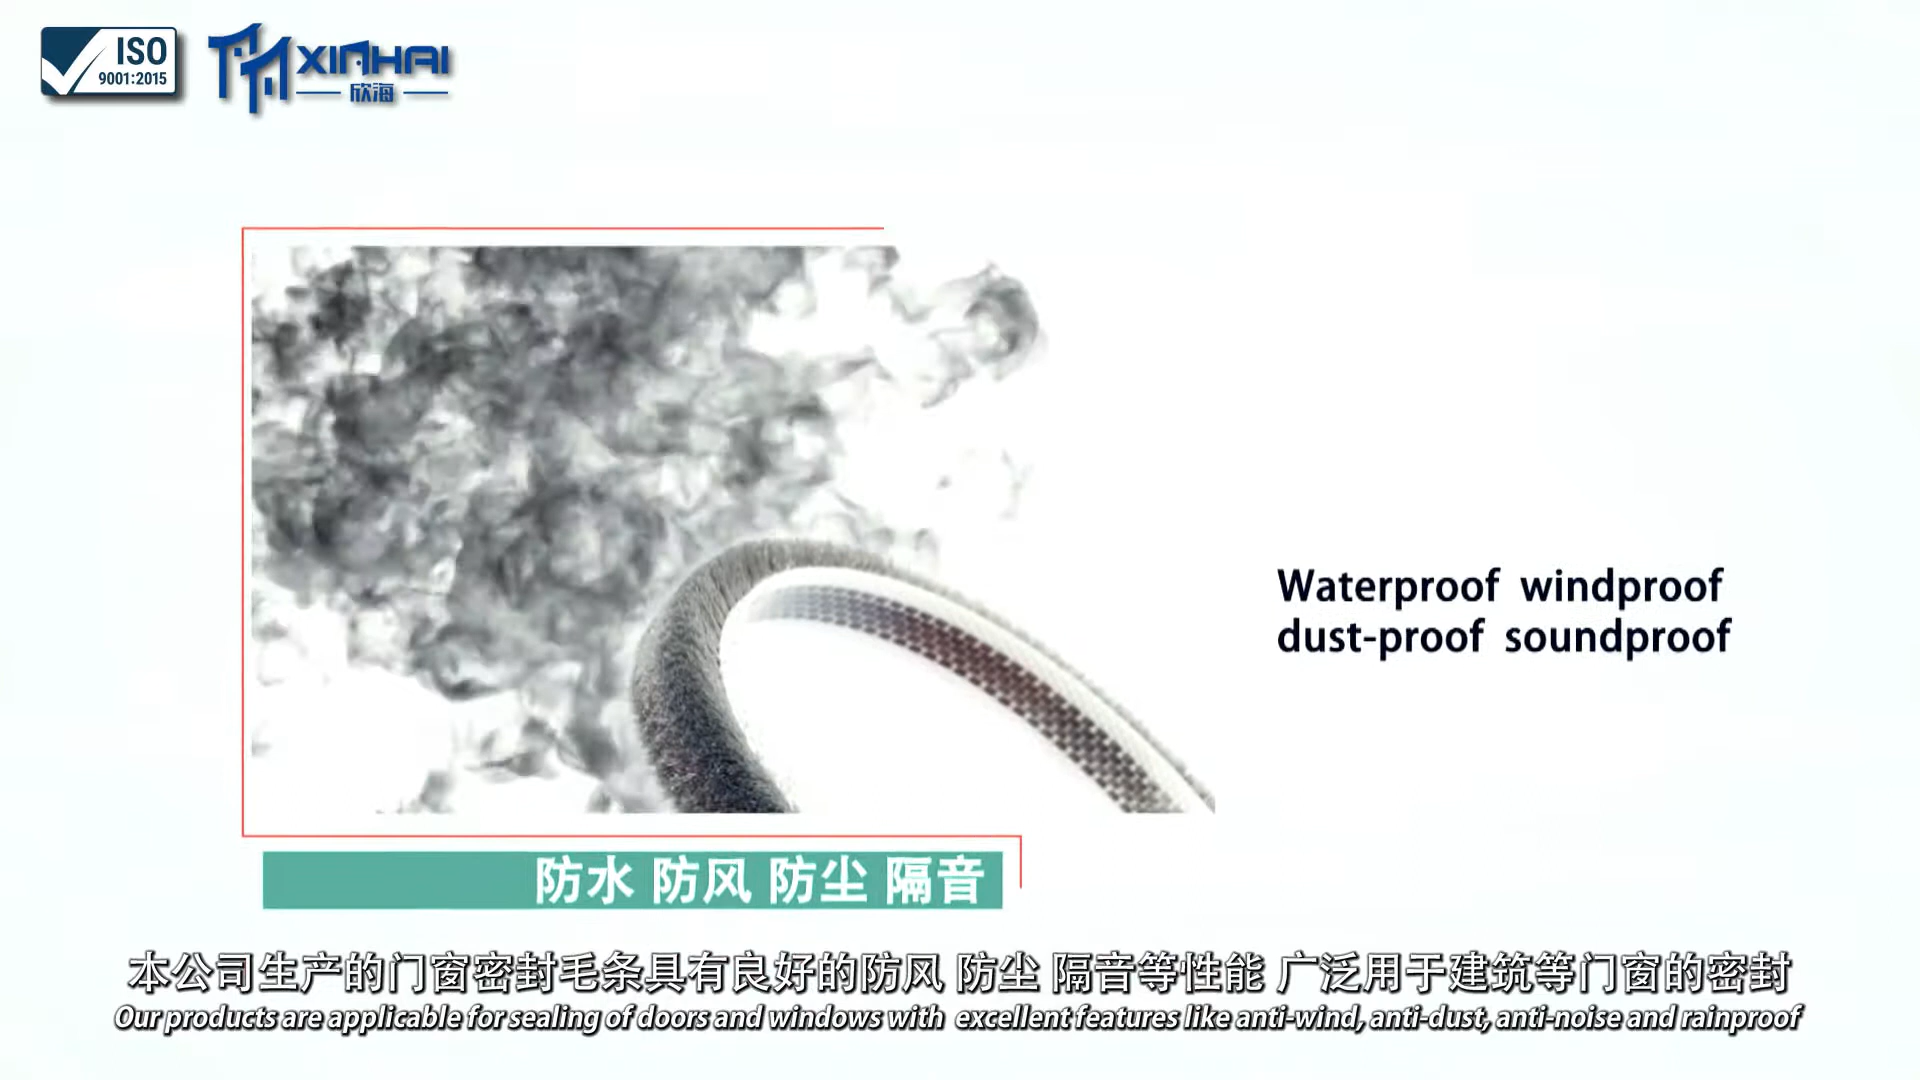 ISO
9001:2015
XINHAI
欣海
Waterproof windproof
dust-proof soundproof
防水 防风 防尘 隔音
本公司生产的门窗密封毛条具有良好的防风 防尘 隔音等性能 广泛用于建筑等门窗的密封
Our products are applicable for sealing of doors and windows with excellent features like anti-wind, anti-dust, anti-noise and rainproof